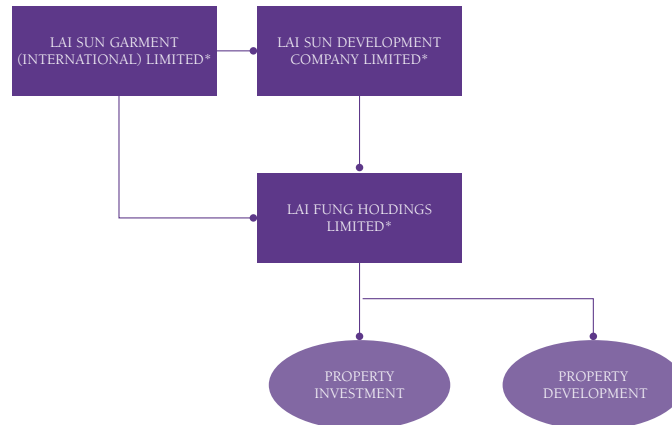 LAI SUN GARMENT
(INTERNATIONAL) LIMITED*
LAI SUN DEVELOPMENT
COMPANY LIMITED*
LAI FUNG HOLDINGS
LIMITED*
PROPERTY
INVESTMENT
PROPERTY
DEVELOPMENT